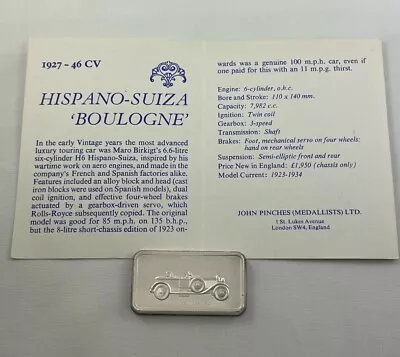 1927 - 46 CV
HISPANO-SUIZA
'BOULOGNE'
In the early Vintage years the most advanced
luxury touring car was Marc Birkigt's 6.6-litre
six-cylinder H6 Hispano-Suiza, inspired by his
wartime work on aero engines, and made in the
company's French and Spanish factories alike.
Features included an alloy block and head (cast
iron blocks were used on Spanish models), dual
coil ignition, and effective four-wheel brakes
actuated by a gearbox-driven servo, which
Rolls-Royce subsequently copied. The original
model was good for 85 m.p.h. on 135 b.h.p.,
but the 8-litre short-chassis edition of 1923 on-
wards was a genuine 100 m.p.h. car, even if
one paid for this with an 11 m.p.g. thirst.
Engine: 6-cylinder, o.h.c.
Bore and Stroke: 110 x 140 mm.
Capacity: 7,982 c.c.
Ignition: Twin coil
Gearbox: 3-speed
Transmission: Shaft
Brakes: Foot, mechanical servo on four wheels:
hand on rear wheels
Suspension: Semi-elliptic front and rear
Price New in England: £1,950 (chassis only)
Model Current: 1923-1934
JOHN PINCHES (MEDALLISTS) LTD.
1 St. Lukes Avenue
London SW4, England